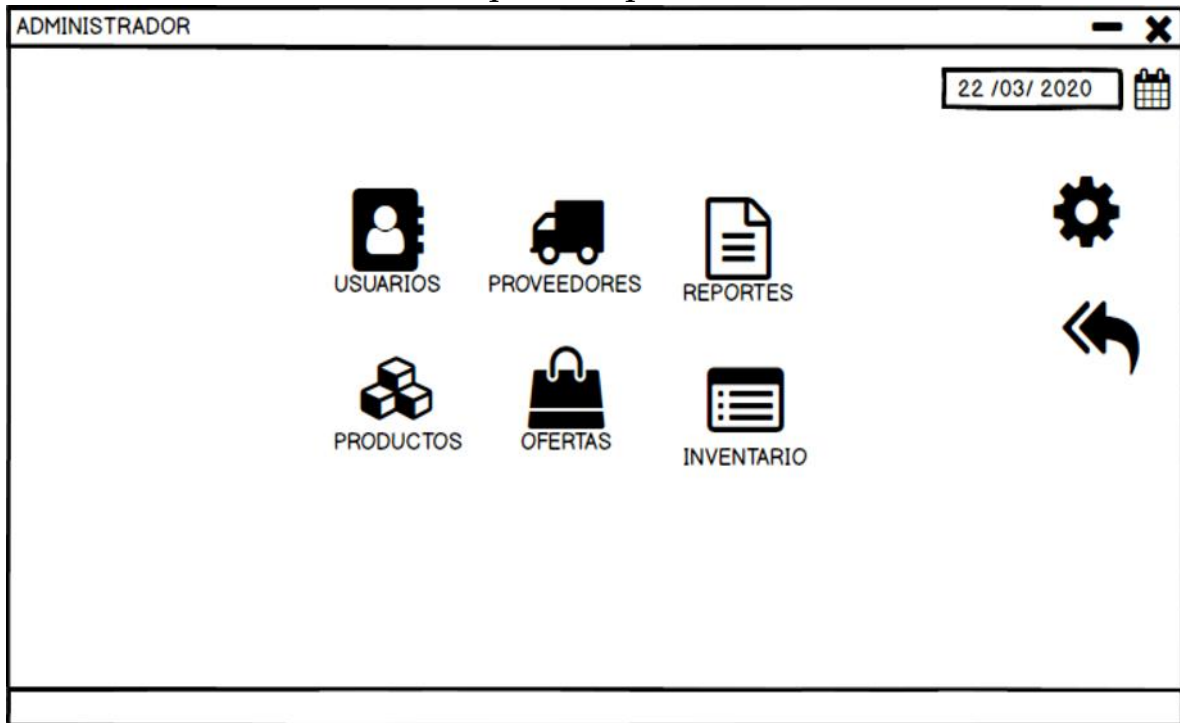 ADMINISTRADOR
22 /03/ 2020
USUARIOS PROVEEDORES REPORTES
PRODUCTOS OFERTAS INVENTARIO